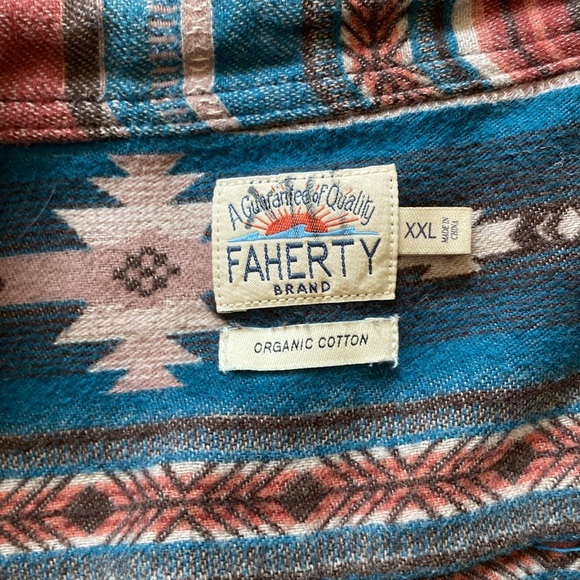 A Guarantee of Quality
FAHERTY
BRAND
XXL
MADE IN
CHINA
ORGANIC COTTON